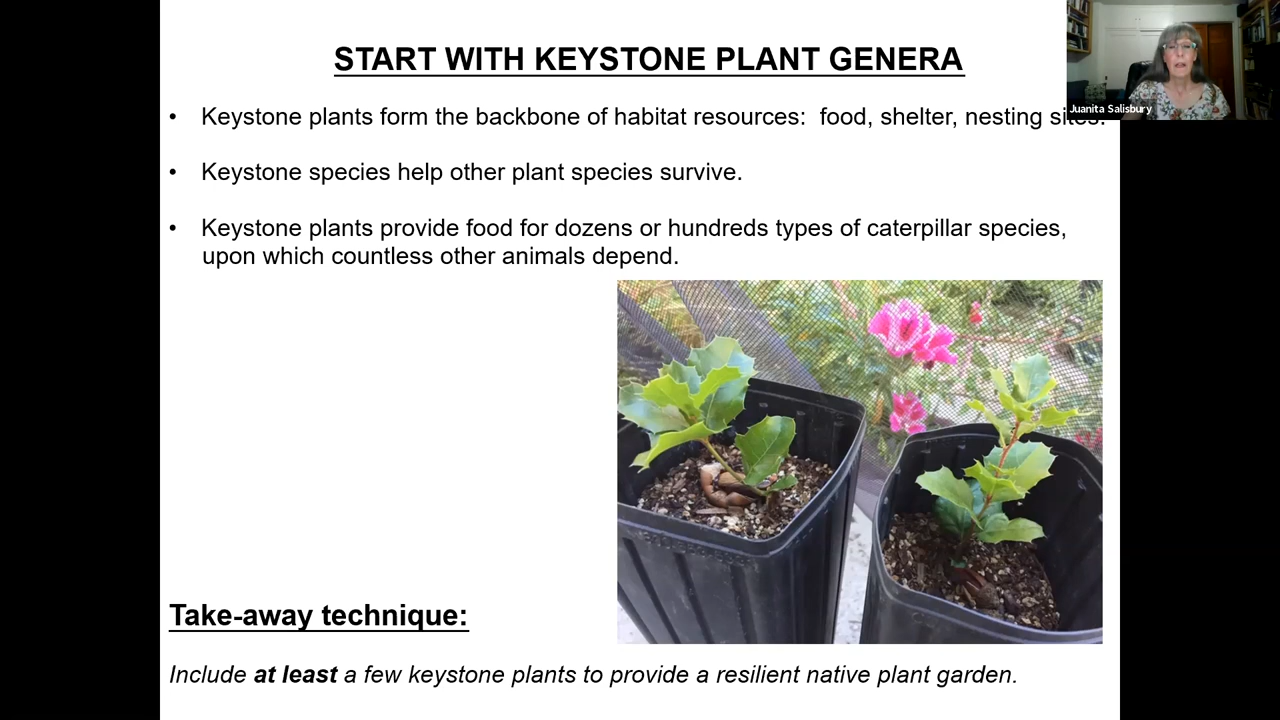 START WITH KEYSTONE PLANT GENERA
Juanita Salisbury
• Keystone plants form the backbone of habitat resources: food, shelter, nesting sites.
• Keystone species help other plant species survive.
• Keystone plants provide food for dozens or hundreds types of caterpillar species,
upon which countless other animals depend.
Take-away technique:
Include at least a few keystone plants to provide a resilient native plant garden.